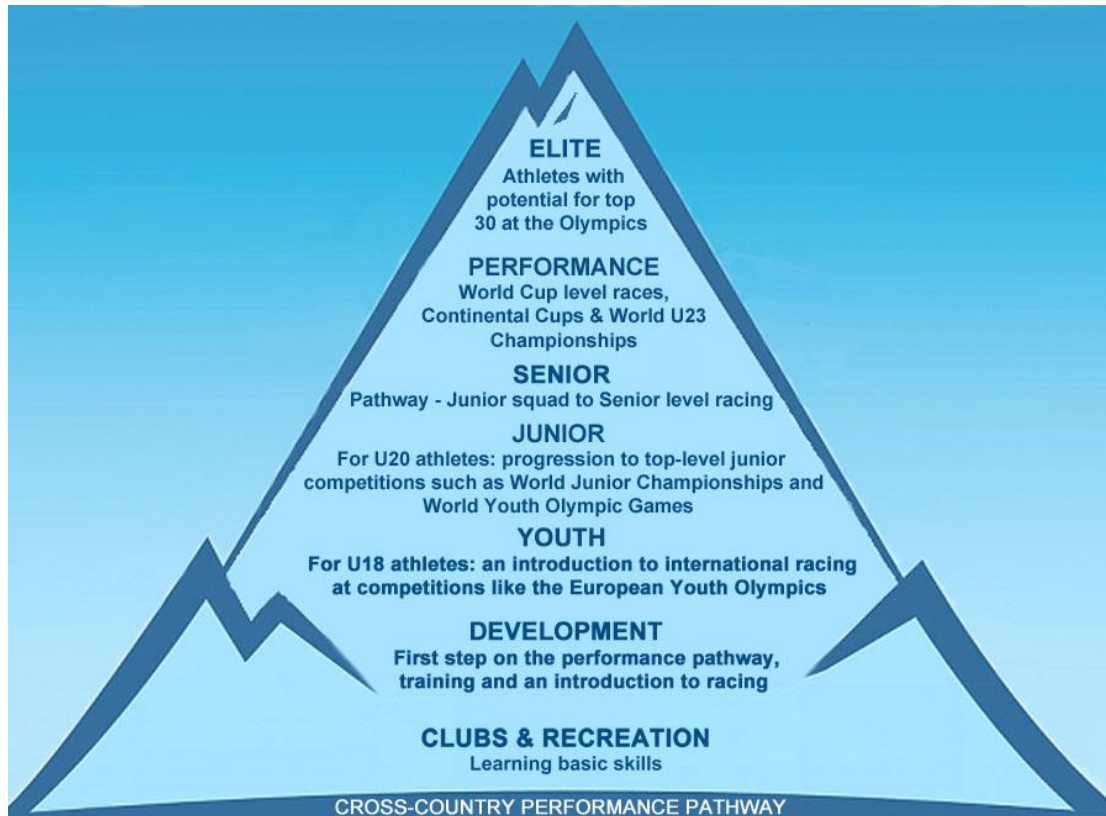 ELITE
Athletes with
potential for top
30 at the Olympics
PERFORMANCE
World Cup level races,
Continental Cups & World U23
Championships
SENIOR
Pathway - Junior squad to Senior level racing
JUNIOR
For U20 athletes: progression to top-level junior
competitions such as World Junior Championships and
World Youth Olympic Games
YOUTH
For U18 athletes: an introduction to international racing
at competitions like the European Youth Olympics
DEVELOPMENT
First step on the performance pathway,
training and an introduction to racing
CLUBS & RECREATION
Learning basic skills
CROSS-COUNTRY PERFORMANCE PATHWAY